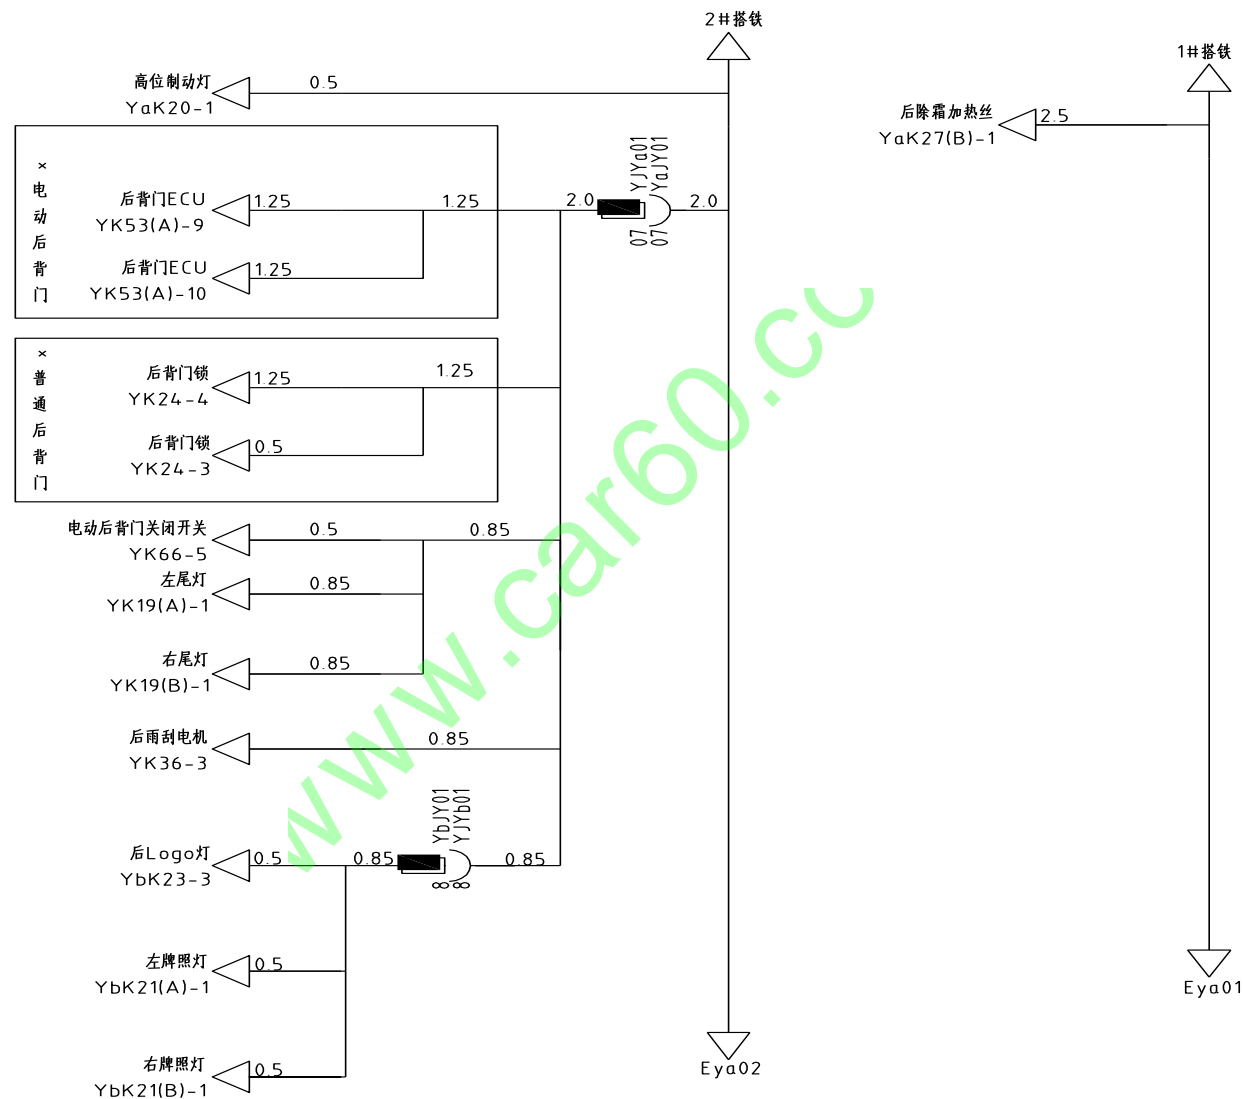 2#搭铁
1#搭铁
高位制动灯
0.5
YaK20-1
后除霜加热丝
2.5
YaK27(B)-1
×电动后背门
后背门ECU
1.25
1.25
2.0
YJYa01
YaJY01
2.0
YK53(A)-9
07
07
后背门ECU
1.25
YK53(A)-10
×普通后背门
后背门锁
1.25
1.25
YK24-4
后背门锁
0.5
YK24-3
电动后背门关闭开关
0.5
0.85
YK66-5
左尾灯
0.85
YK19(A)-1
右尾灯
0.85
YK19(B)-1
后雨刮电机
0.85
YK36-3
YbJY01
YJYb01
后Logo灯
0.5
0.85
0.85
YbK23-3
8
8
左牌照灯
0.5
YbK21(A)-1
Eya01
右牌照灯
0.5
YbK21(B)-1
Eya02
www.car60.co